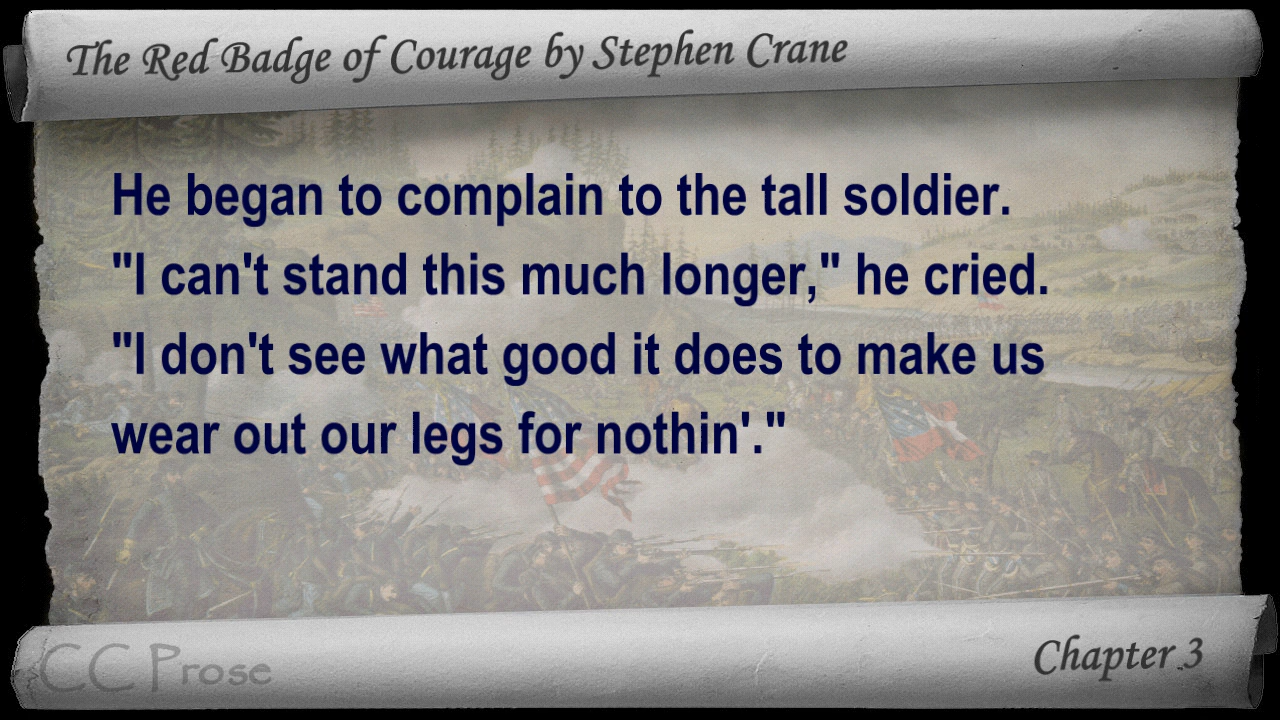 The Red Badge of Courage by Stephen Crane
He began to complain to the tall soldier.
"I can't stand this much longer," he cried.
"I don't see what good it does to make us
wear out our legs for nothin'."
CC Prose
Chapter 3